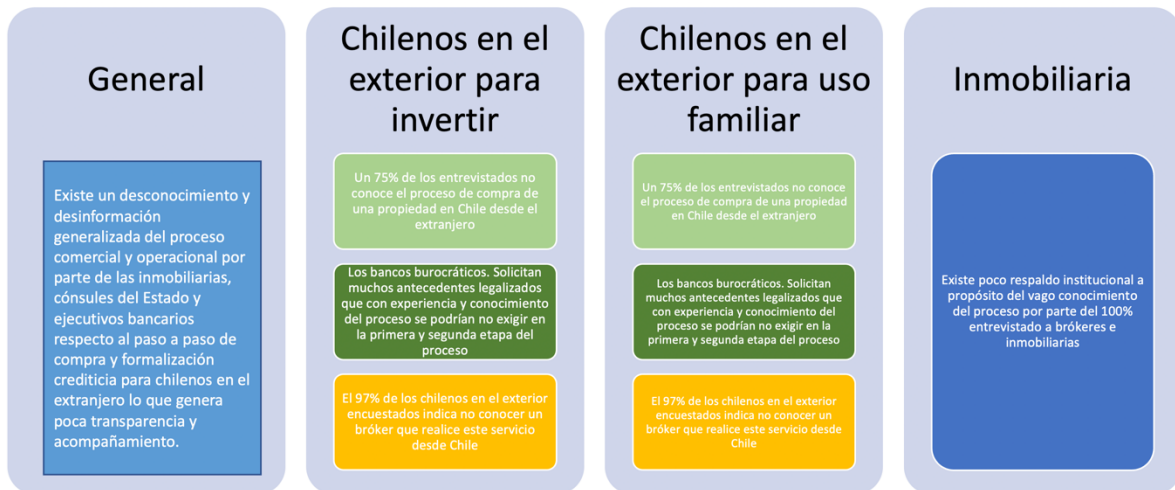 General
Existe un desconocimiento y
desinformación
generalizada del proceso
comercial y operacional por
parte de las inmobiliarias,
cónsules del Estado y
ejecutivos bancarios
respecto al paso a paso de
compra y formalización
crediticia para chilenos en el
extranjero lo que genera
poca transparencia y
acompañamiento.
Chilenos en el
exterior para
invertir
Un 75% de los entrevistados no
conoce el proceso de compra de
una propiedad en Chile desde el
extranjero
Los bancos burocráticos. Solicitan
muchos antecedentes legalizados
que con experiencia y conocimiento
del proceso se podrían no exigir en
la primera y segunda etapa del
proceso
El 97% de los chilenos en el exterior
encuestados indica no conocer un
bróker que realice este servicio
desde Chile
Chilenos en el
exterior para uso
familiar
Un 75% de los entrevistados no conoce
el proceso de compra de una propiedad
en Chile desde el extranjero
Los bancos burocráticos. Solicitan
muchos antecedentes legalizados que
con experiencia y conocimiento del
proceso se podrían no exigir en la
primera y segunda etapa del proceso
El 97% de los chilenos en el exterior
encuestados indica no conocer un
bróker que realice este servicio desde
Chile
Inmobiliaria
Existe poco respaldo institucional a
propósito del vago conocimiento
del proceso por parte del 100%
entrevistado a brókeres e
inmobiliarias